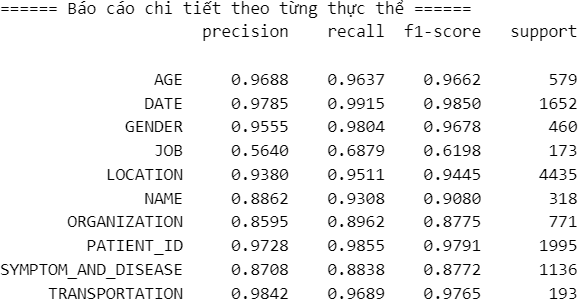 ====== Báo cáo chi tiết theo từng thực thể ======
precision recall f1-score support
AGE 0.9688 0.9637 0.9662 579
DATE 0.9785 0.9915 0.9850 1652
GENDER 0.9555 0.9804 0.9678 460
JOB 0.5640 0.6879 0.6198 173
LOCATION 0.9380 0.9511 0.9445 4435
NAME 0.8862 0.9308 0.9080 318
ORGANIZATION 0.8595 0.8962 0.8775 771
PATIENT_ID 0.9728 0.9855 0.9791 1995
SYMPTOM_AND_DISEASE 0.8708 0.8838 0.8772 1136
TRANSPORTATION 0.9842 0.9689 0.9765 193